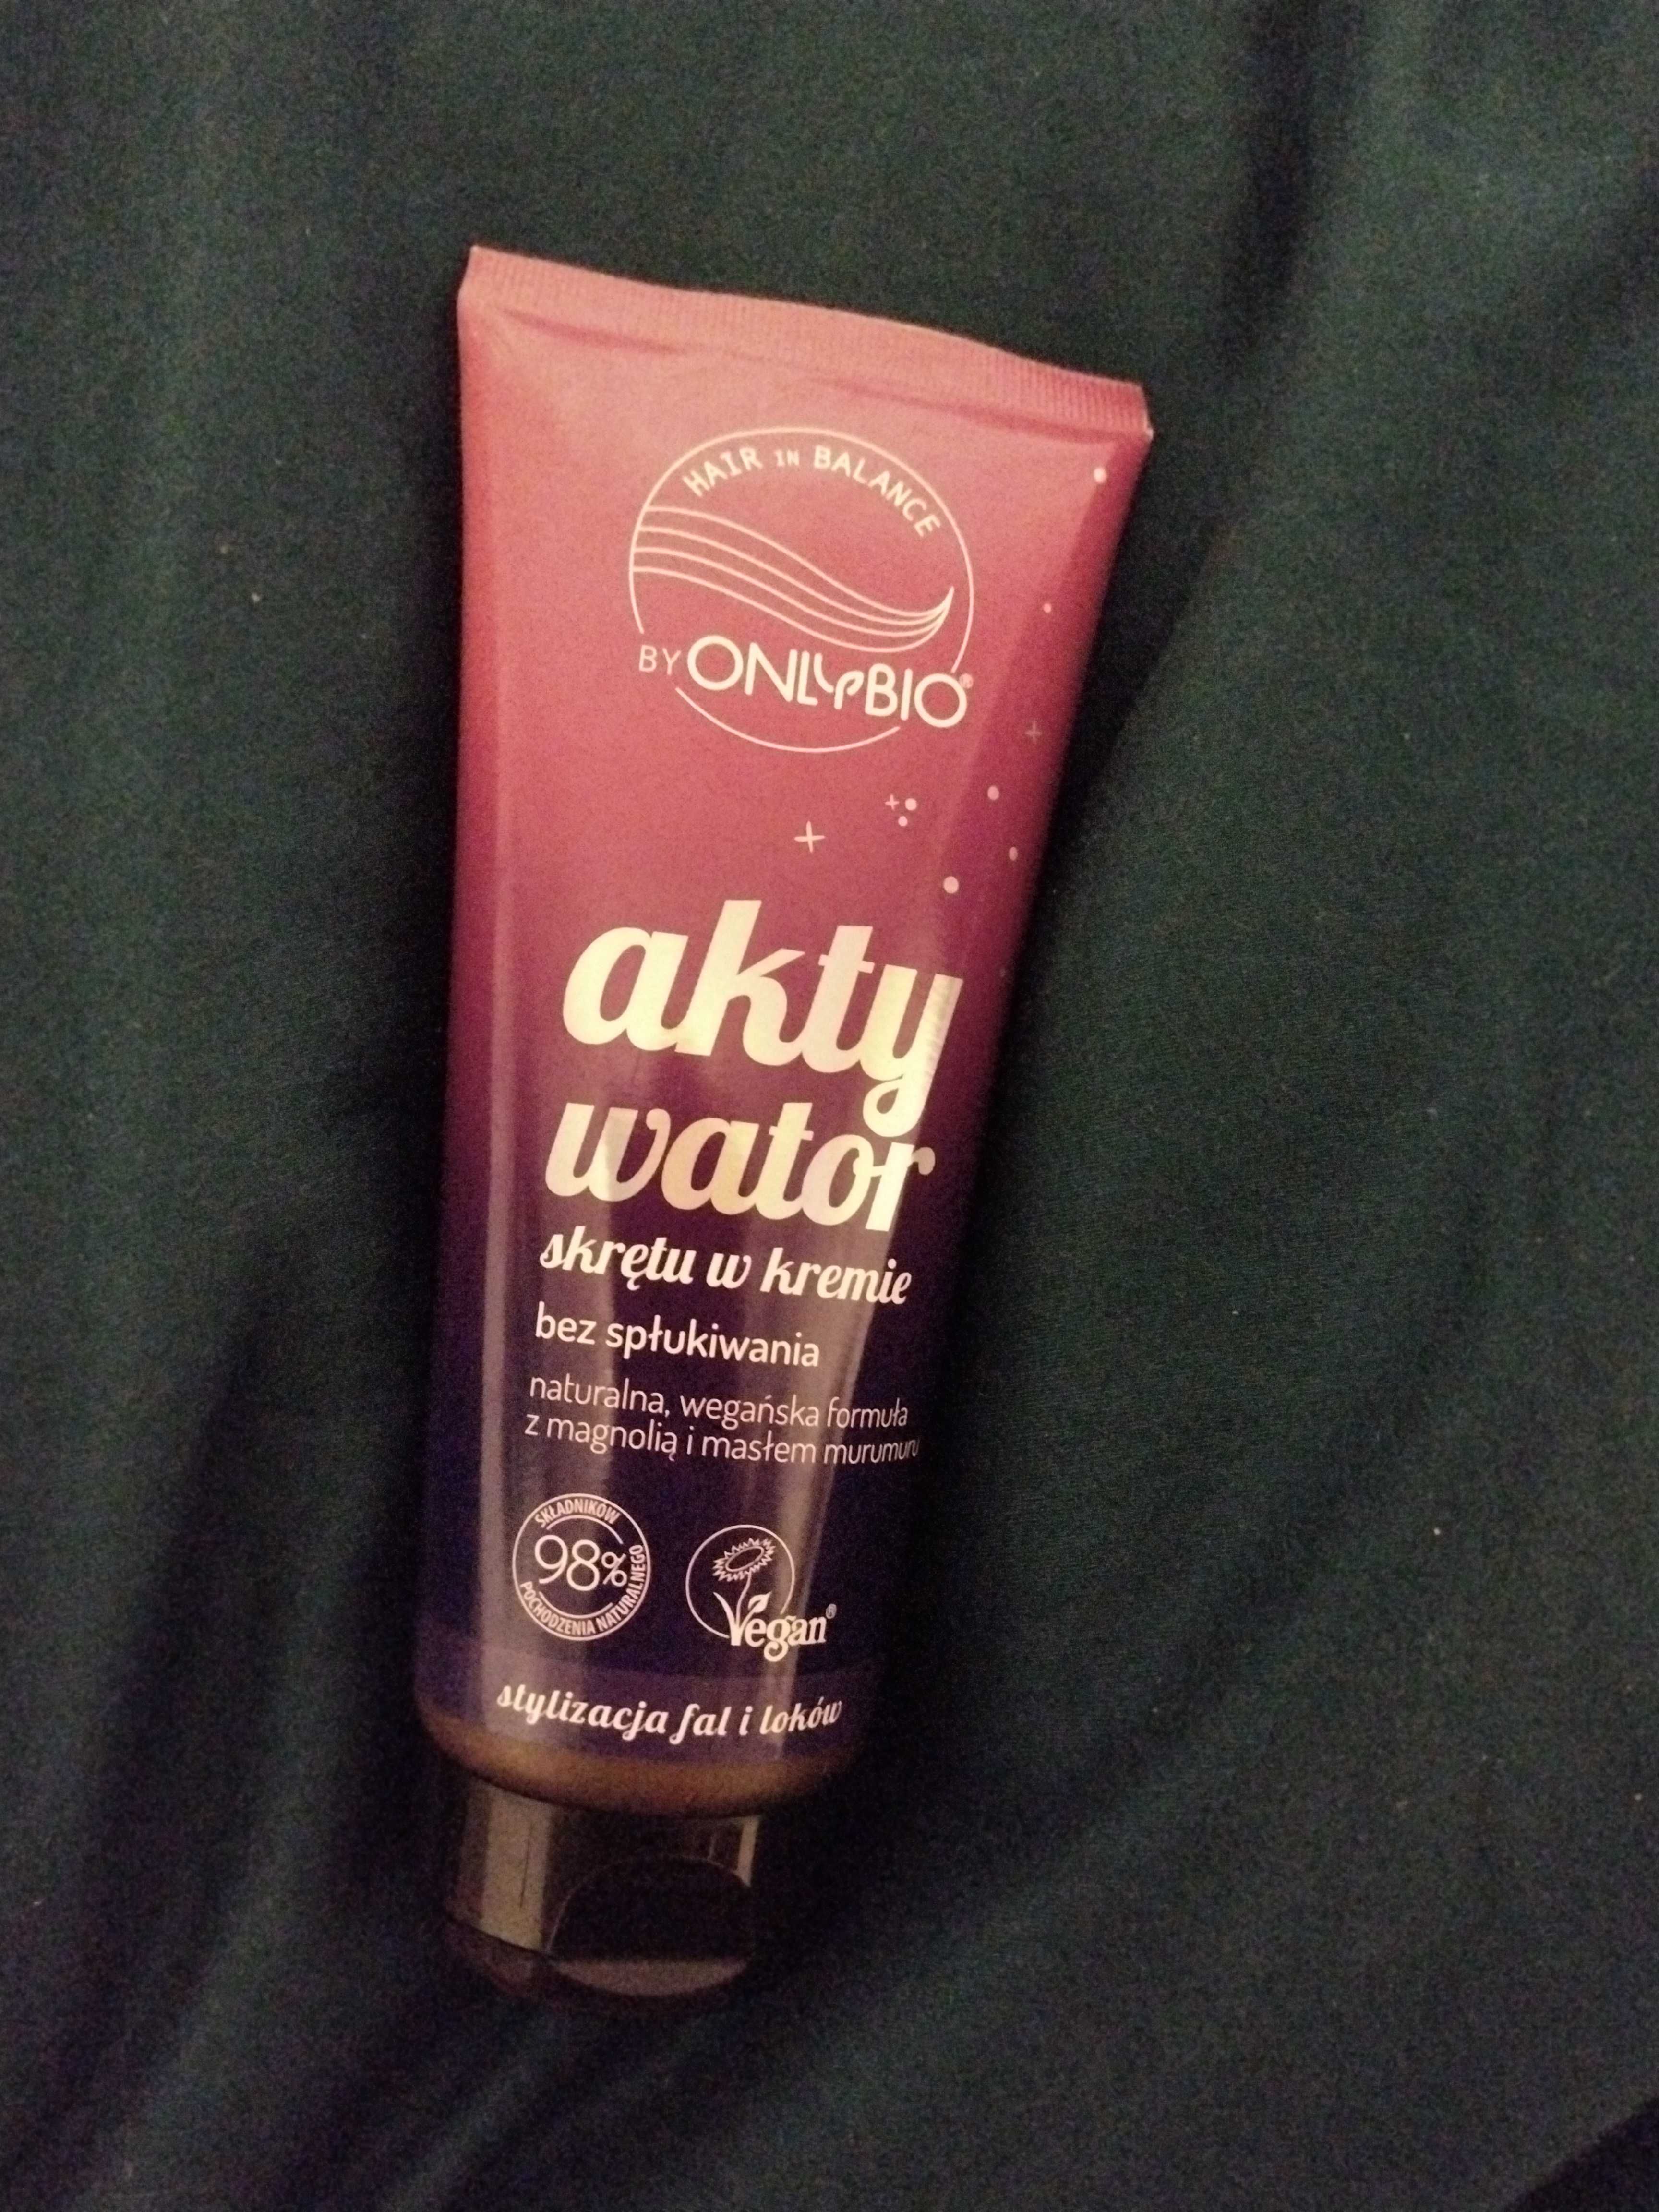 HAIR IN BALANCE
BY ONLYBIO®
akty
wator
skrętu w kremie
bez spłukiwania
naturalna, wegańska formuła
z magnolią i masłem murumuru
SKŁADNIKÓW
98%
POCHODZENIA NATURALNEGO
Vegan®
stylizacja fal i loków